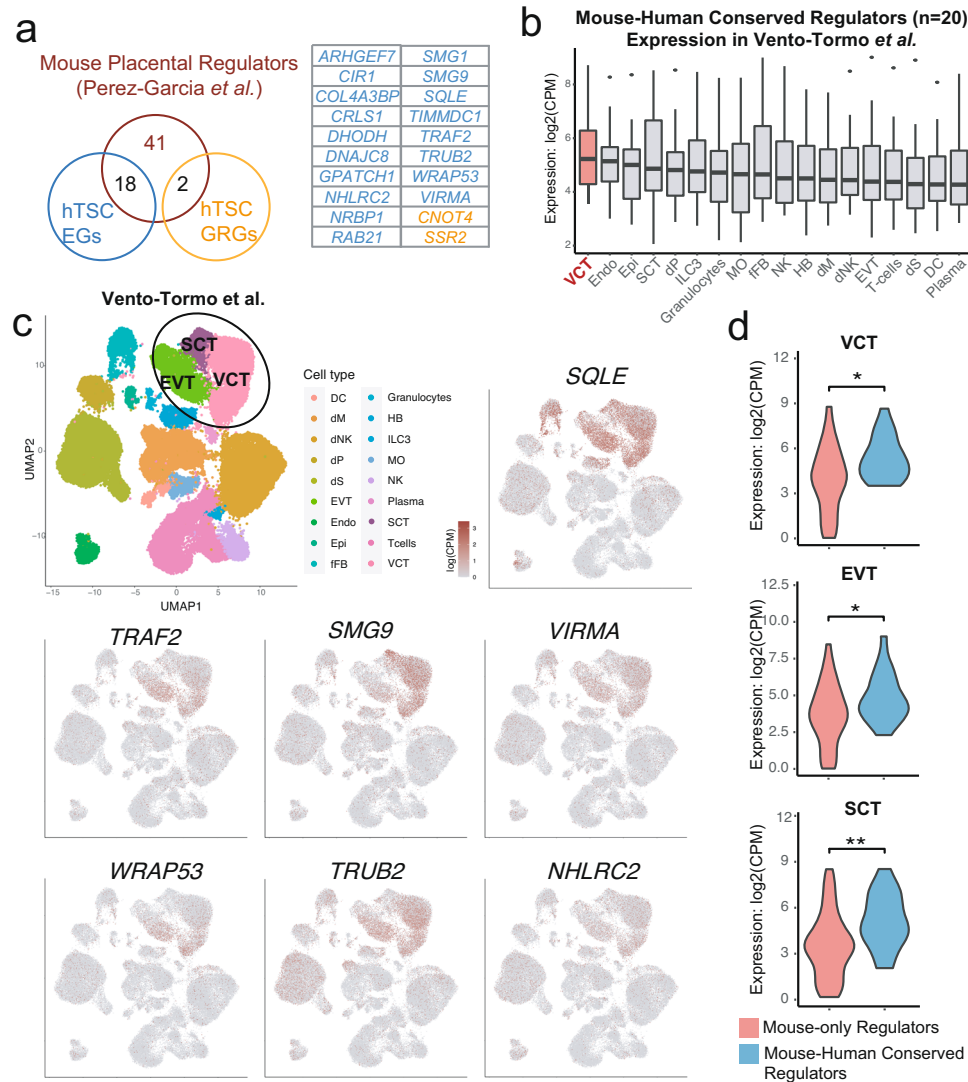 a
Mouse Placental Regulators
(Perez-Garcia et al.)
41
18
2
hTSC
EGs
hTSC
GRGs
ARHGEF7 SMG1
CIR1 SMG9
COL4A3BP SQLE
CRLS1 TIMMDC1
DHODH TRAF2
DNAJC8 TRUB2
GPATCH1 WRAP53
NHLRC2 VIRMA
NRBP1 CNOT4
RAB21 SSR2
b
Mouse-Human Conserved Regulators (n=20)
Expression in Vento-Tormo et al.
Expression: log2(CPM)
8
6
4
2
VCT
Endo
Epi
SCT
dP
ILC3
Granulocytes
MO
fFB
NK
HB
dM
dNK
EVT
T-cells
dS
DC
Plasma
c
Vento-Tormo et al.
SCT
EVT
VCT
UMAP2
10
0
−10
−15 −10 −5 0 5 10 15
UMAP1
Cell type
DC Granulocytes
dM HB
dNK ILC3
dP MO
dS NK
EVT Plasma
Endo SCT
Epi Tcells
fFB VCT
SQLE
log(CPM)
3
2
1
0
TRAF2
SMG9
VIRMA
WRAP53
TRUB2
NHLRC2
d
VCT
*
Expression: log2(CPM)
12
9
6
3
0
EVT
*
Expression: log2(CPM)
12.5
10.0
7.5
5.0
2.5
0.0
SCT
**
Expression: log2(CPM)
12
9
6
3
0
Mouse-only Regulators
Mouse-Human Conserved
Regulators